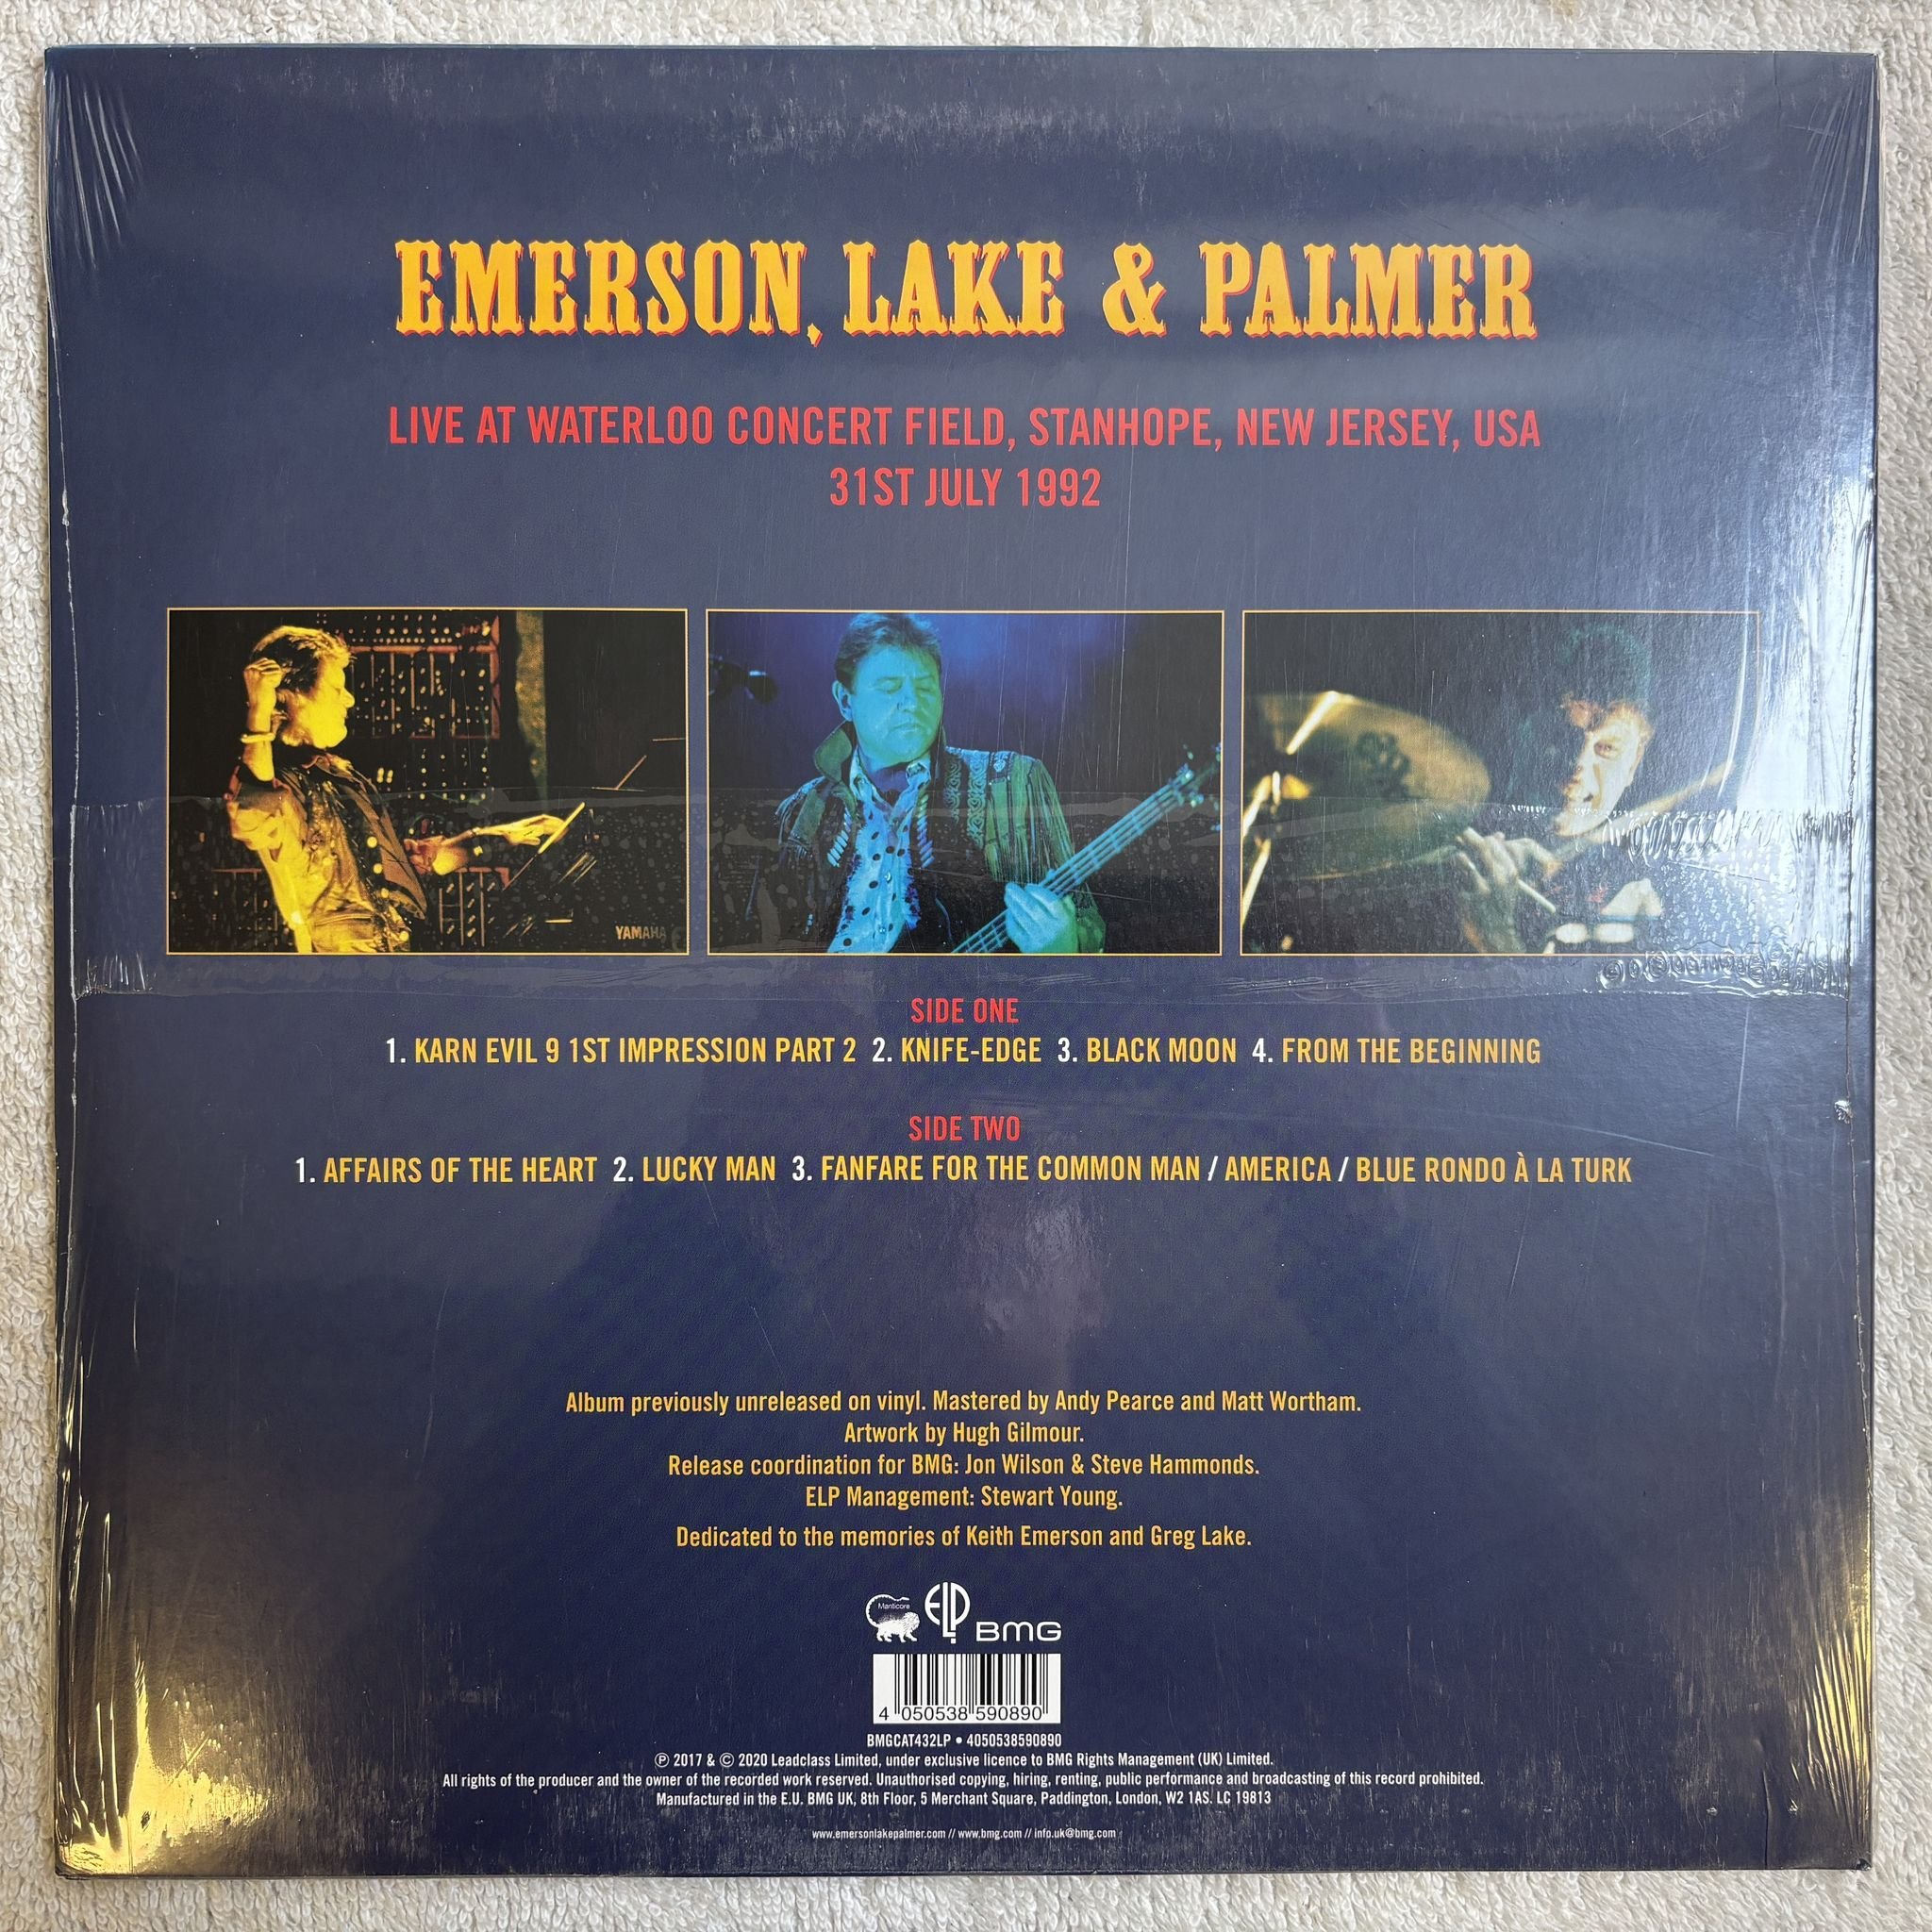 EMERSON, LAKE & PALMER
LIVE AT WATERLOO CONCERT FIELD, STANHOPE, NEW JERSEY, USA
31ST JULY 1992
YAMAHA
SIDE ONE
1. KARN EVIL 9 1ST IMPRESSION PART 2 2. KNIFE-EDGE 3. BLACK MOON 4. FROM THE BEGINNING
SIDE TWO
1. AFFAIRS OF THE HEART 2. LUCKY MAN 3. FANFARE FOR THE COMMON MAN / AMERICA / BLUE RONDO À LA TURK
Album previously unreleased on vinyl. Mastered by Andy Pearce and Matt Wortham.
Artwork by Hugh Gilmour.
Release coordination for BMG: Jon Wilson & Steve Hammonds.
ELP Management: Stewart Young.
Dedicated to the memories of Keith Emerson and Greg Lake.
Manticore ELP BMG
4 050538 590890
BMGCAT432LP • 4050538590890
℗ 2017 & © 2020 Leadclass Limited, under exclusive licence to BMG Rights Management (UK) Limited.
All rights of the producer and the owner of the recorded work reserved. Unauthorised copying, hiring, renting, public performance and broadcasting of this record prohibited.
Manufactured in the E.U. BMG UK, 8th Floor, 5 Merchant Square, Paddington, London, W2 1AS. LC 19813
www.emersonlakepalmer.com // www.bmg.com // info.uk@bmg.com